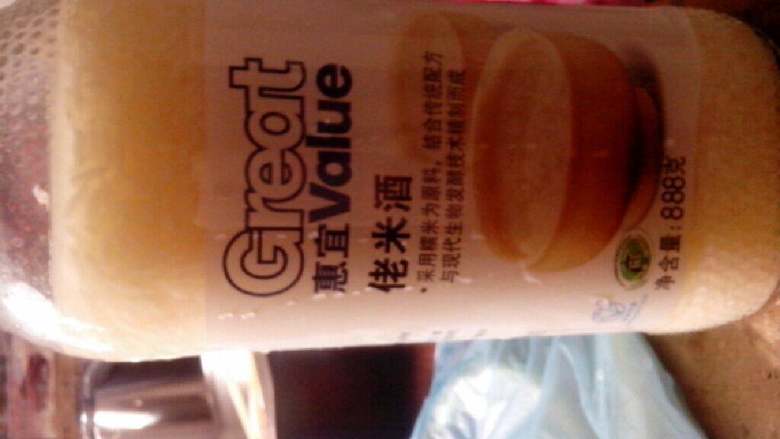 Great
惠宜 Value
佬米酒
•采用糯米为原料，结合传统配方
与现代生物发酵技术精制而成
净含量：888克